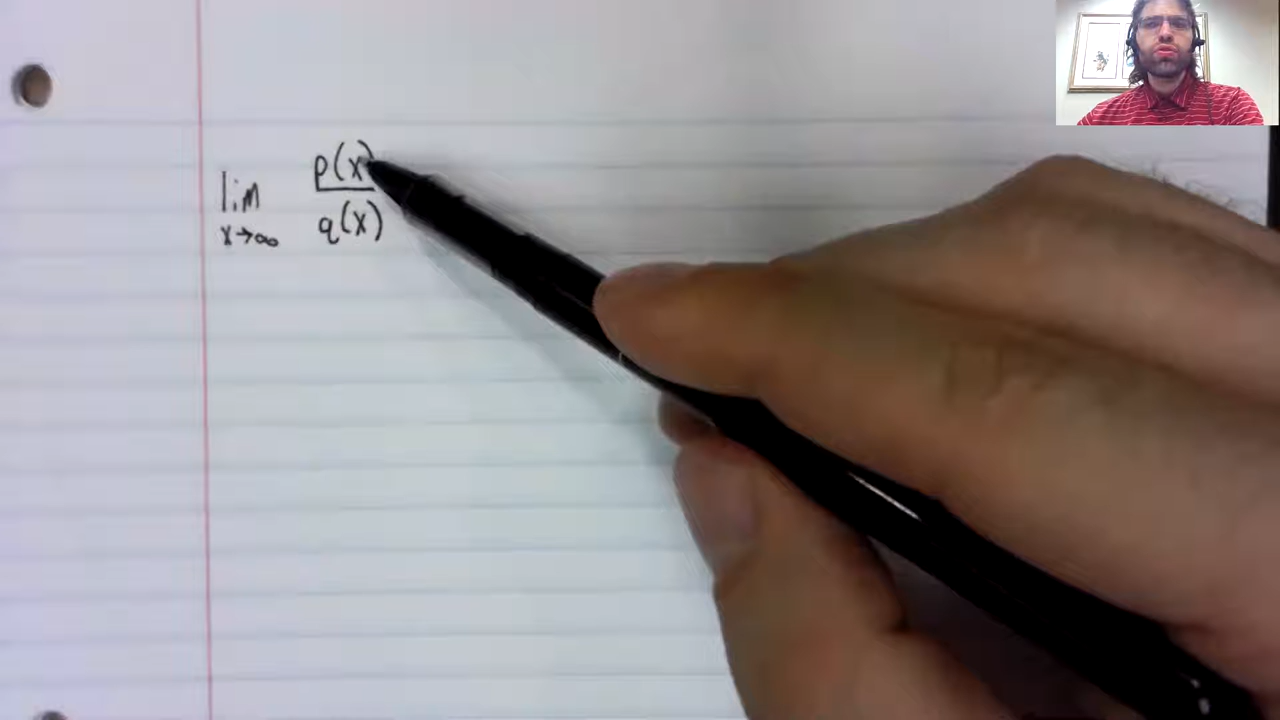 lim p(x)
x→∞ q(x)